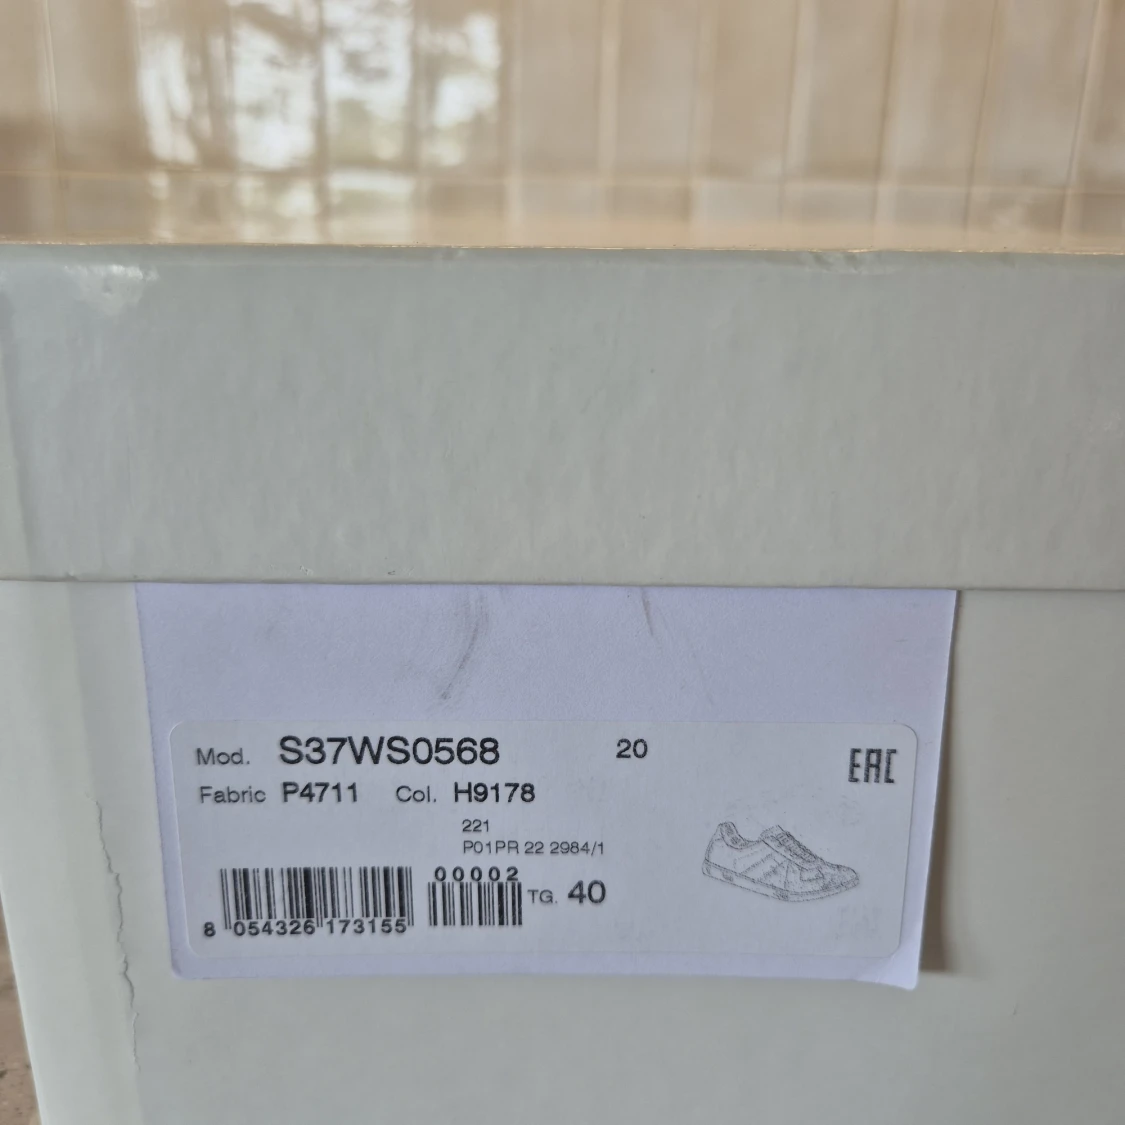 Mod. S37WS0568 20
EAC
Fabric P4711 Col. H9178
221
P01PR 22 2984/1
00002
TG. 40
8 054326 173155